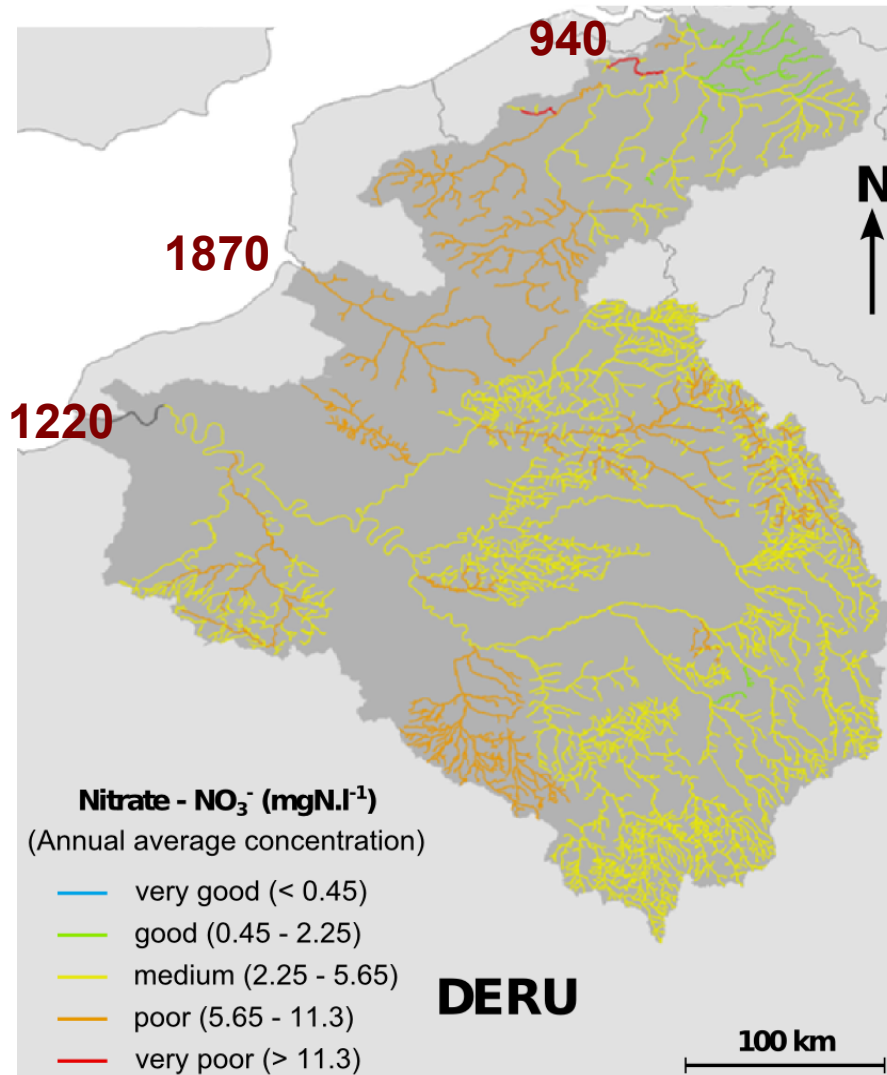 940
N
1870
1220
Nitrate - NO₃⁻ (mgN.l⁻¹)
(Annual average concentration)
very good (< 0.45)
good (0.45 - 2.25)
medium (2.25 - 5.65)
poor (5.65 - 11.3)
very poor (> 11.3)
DERU
100 km